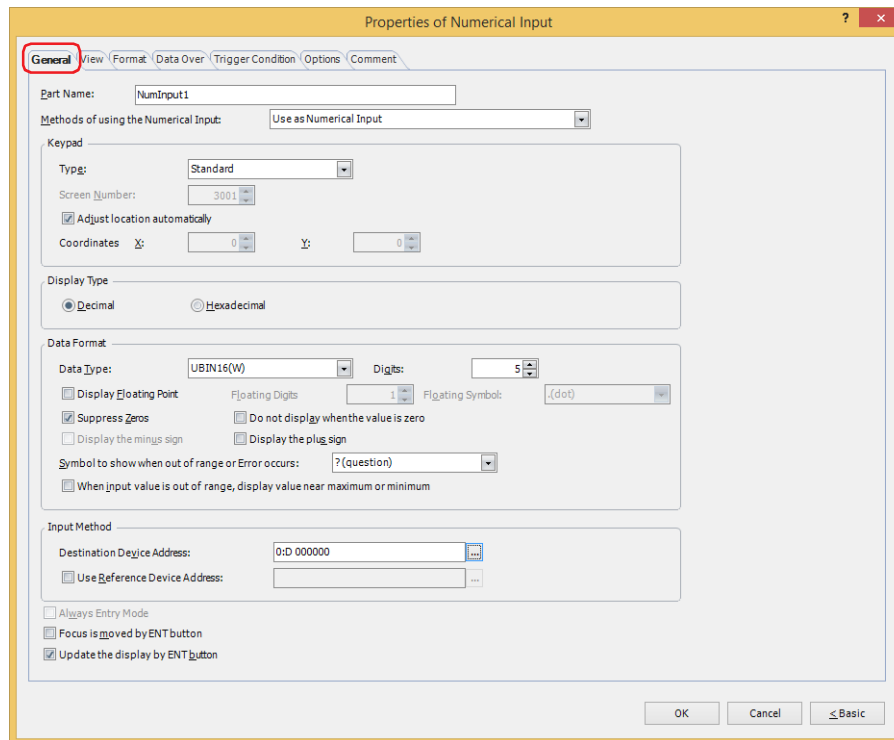 Properties of Numerical Input
? ×
General View Format Data Over Trigger Condition Options Comment
Part Name: NumInput1
Methods of using the Numerical Input: Use as Numerical Input
Keypad
Type: Standard
Screen Number: 3001
Adjust location automatically
Coordinates X: 0 Y: 0
Display Type
Decimal Hexadecimal
Data Format
Data Type: UBIN16(W) Digits: 5
Display Floating Point Floating Digits 1 Floating Symbol: .(dot)
Suppress Zeros Do not display when the value is zero
Display the minus sign Display the plus sign
Symbol to show when out of range or Error occurs: ?(question)
When input value is out of range, display value near maximum or minimum
Input Method
Destination Device Address: 0:D 000000 ...
Use Reference Device Address: ...
Always Entry Mode
Focus is moved by ENT button
Update the display by ENT button
OK Cancel < Basic